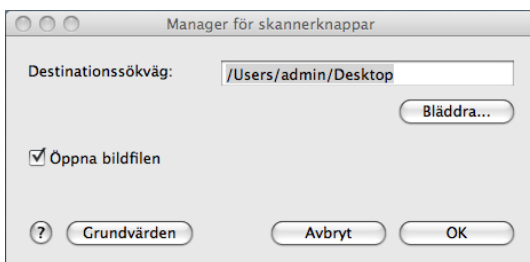 Manager för skannerknappar
Destinationssökväg: /Users/admin/Desktop
Bläddra...
Öppna bildfilen
? Grundvärden Avbryt OK